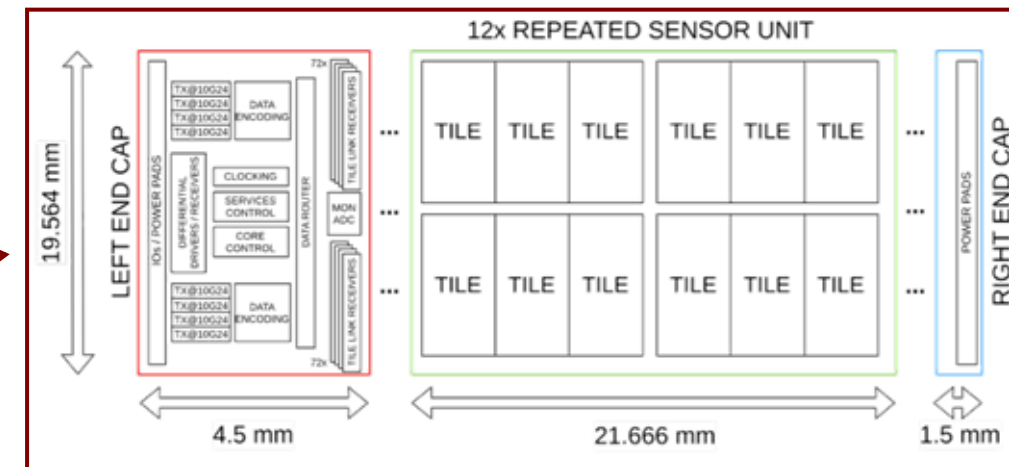 12x REPEATED SENSOR UNIT
19.564 mm
LEFT END CAP
IOs / POWER PADS
TX@10G24
TX@10G24
TX@10G24
TX@10G24
DATA
ENCODING
DIFFERENTIAL
DRIVERS / RECEIVERS
CLOCKING
SERVICES
CONTROL
CORE
CONTROL
TX@10G24
TX@10G24
TX@10G24
TX@10G24
DATA
ENCODING
DATA ROUTER
72x
TILE LINK RECEIVERS
MON
ADC
TILE LINK RECEIVERS
72x
...
...
...
TILE TILE TILE TILE TILE TILE
TILE TILE TILE TILE TILE TILE
...
...
...
POWER PADS
RIGHT END CAP
4.5 mm
21.666 mm
1.5 mm